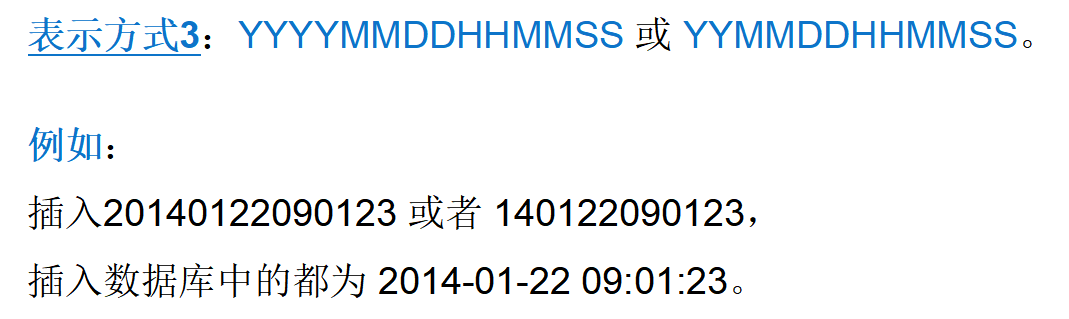 表示方式3：YYYYMMDDHHMMSS 或 YYMMDDHHMMSS。
例如：
插入20140122090123 或者 140122090123，
插入数据库中的都为 2014-01-22 09:01:23。